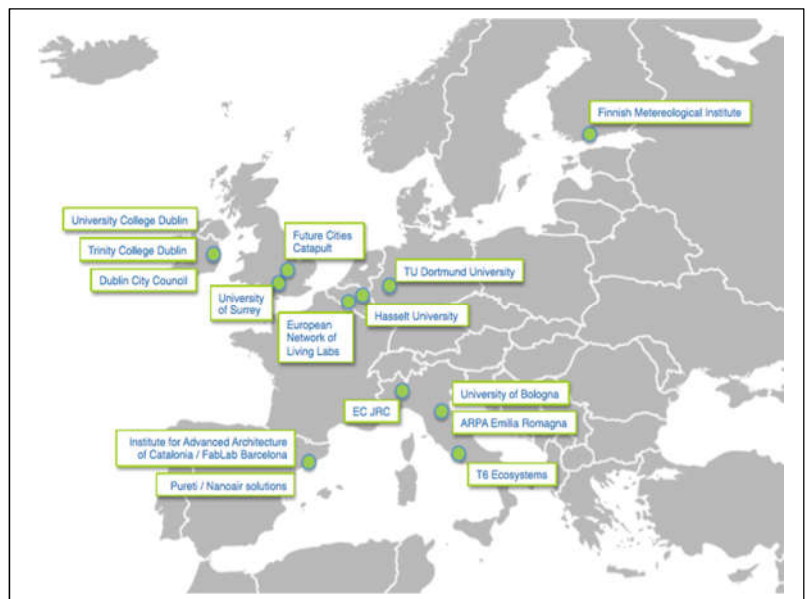 Finnish Metereological Institute
University College Dublin
Trinity College Dublin
Dublin City Council
Future Cities
Catapult
University
of Surrey
TU Dortmund University
Hasselt University
European
Network of
Living Labs
EC JRC
University of Bologna
ARPA Emilia Romagna
T6 Ecosystems
Institute for Advanced Architecture
of Catalonia / FabLab Barcelona
Pureti / Nanoair solutions